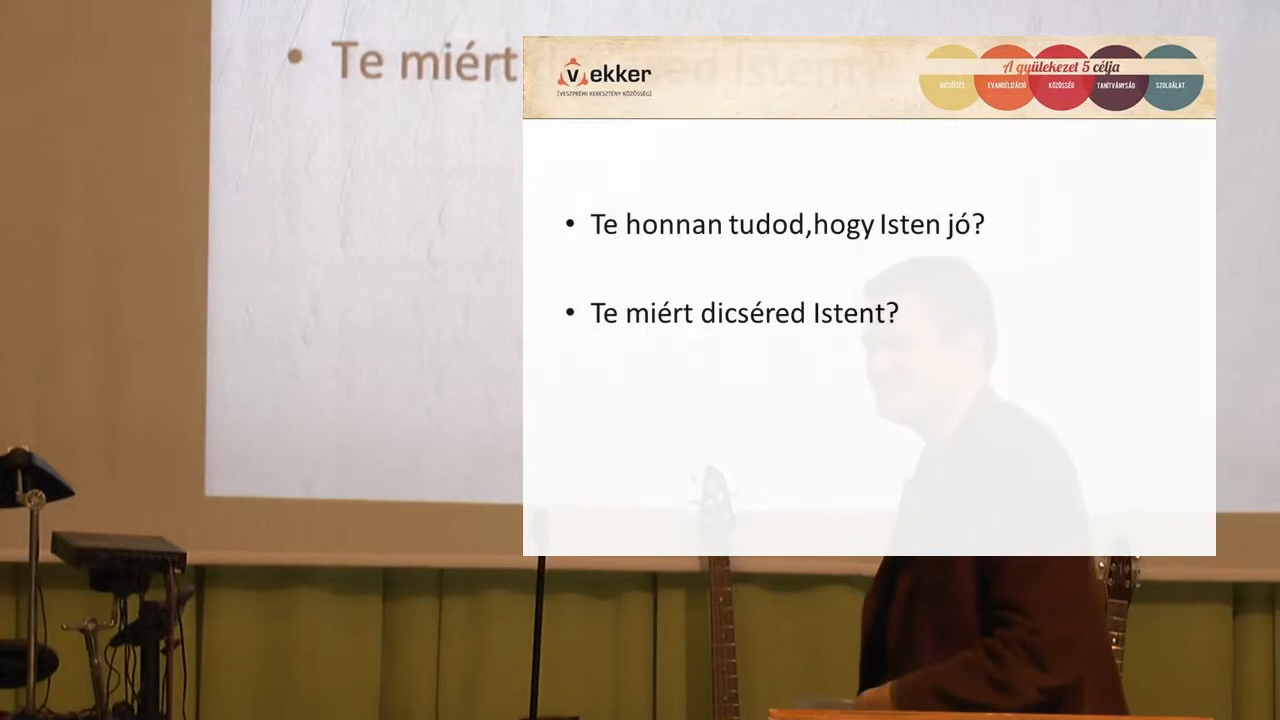 Te miért
vekker
[VESZPRÉMI KERESZTÉNY KÖZÖSSÉG]
A gyülekezet 5 célja
DICSŐÍTÉS EVANGÉLIZÁCIÓ KÖZÖSSÉG TANÍTVÁNYSÁG SZOLGÁLAT
• Te honnan tudod,hogy Isten jó?
• Te miért dicséred Istent?